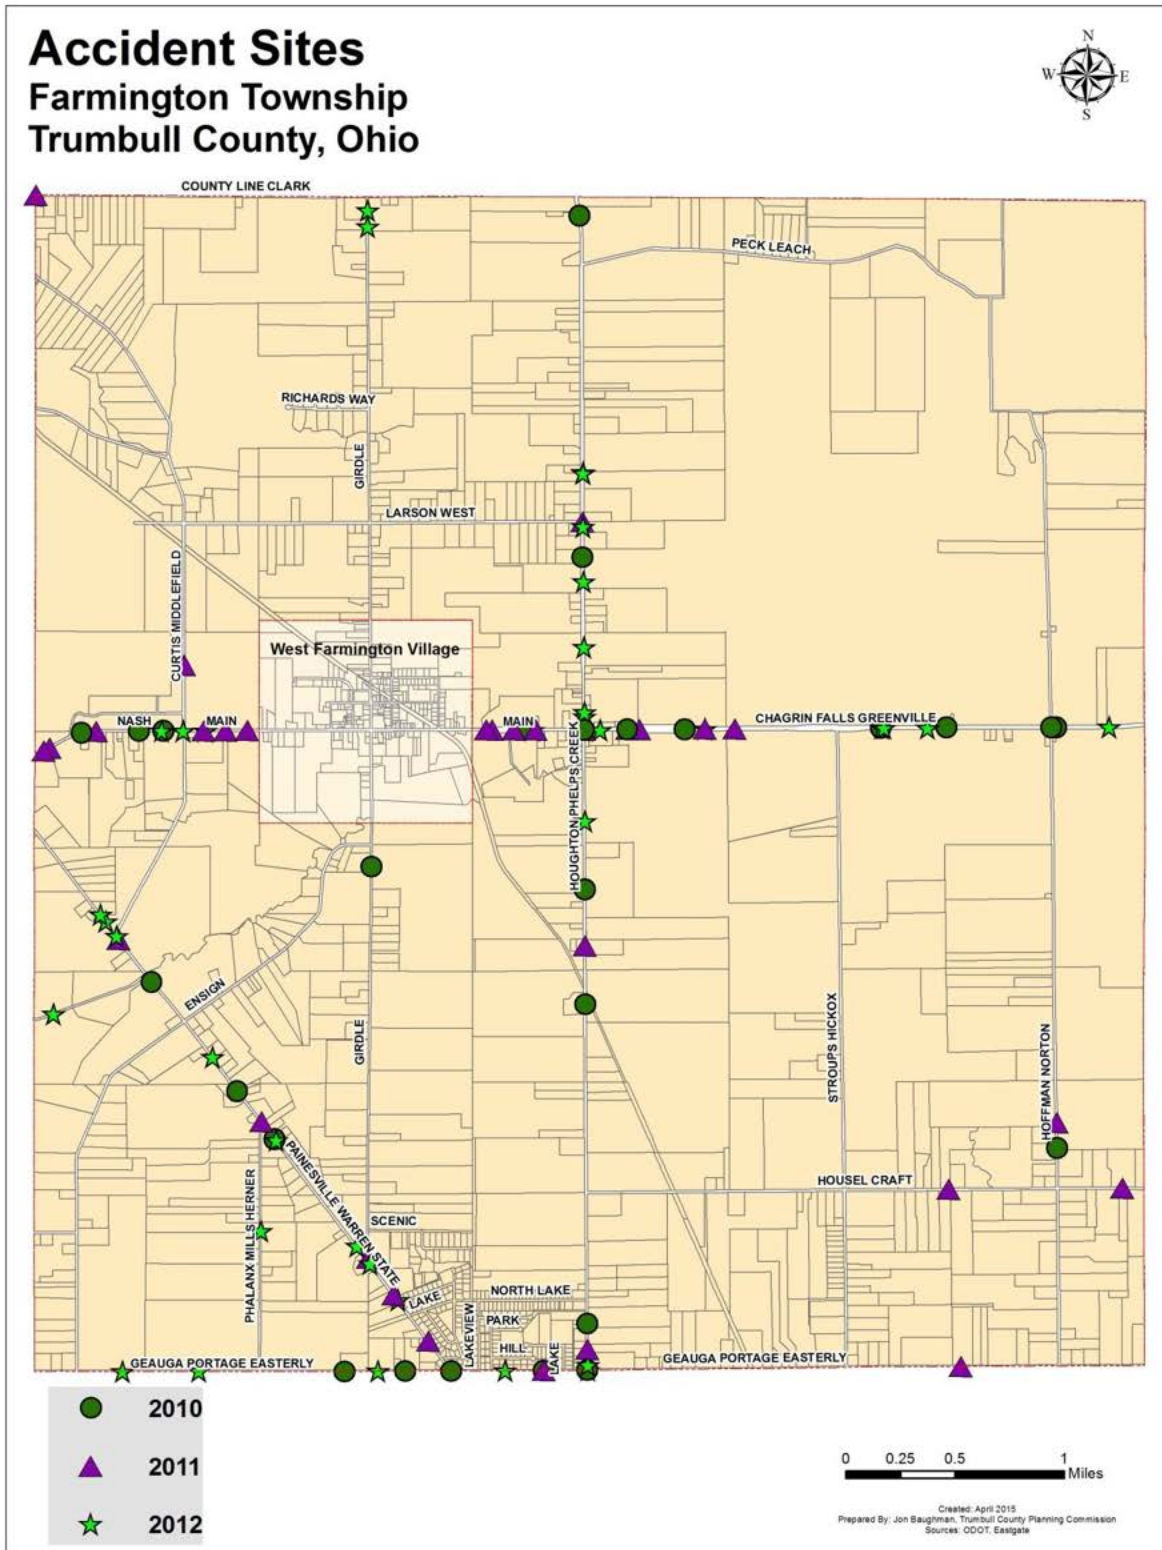 Accident Sites
Farmington Township
Trumbull County, Ohio
N
W E
S
COUNTY LINE CLARK
PECK LEACH
RICHARDS WAY
GIRDLE
LARSON WEST
CURTIS MIDDLEFIELD
West Farmington Village
NASH
MAIN
MAIN
CHAGRIN FALLS GREENVILLE
HOUGHTON PHELPS CREEK
ENSIGN
GIRDLE
STROUPS HICKOX
HOFFMAN NORTON
PAINESVILLE WARREN STATE
PHALANX MILLS HERNER
HOUSEL CRAFT
SCENIC
LAKE
NORTH LAKE
LAKEVIEW
PARK
HILL
LAKE
GEAUGA PORTAGE EASTERLY
GEAUGA PORTAGE EASTERLY
2010
2011
2012
0 0.25 0.5 1
Miles
Created: April 2015
Prepared By: Jon Baughman, Trumbull County Planning Commission
Sources: ODOT, Eastgate